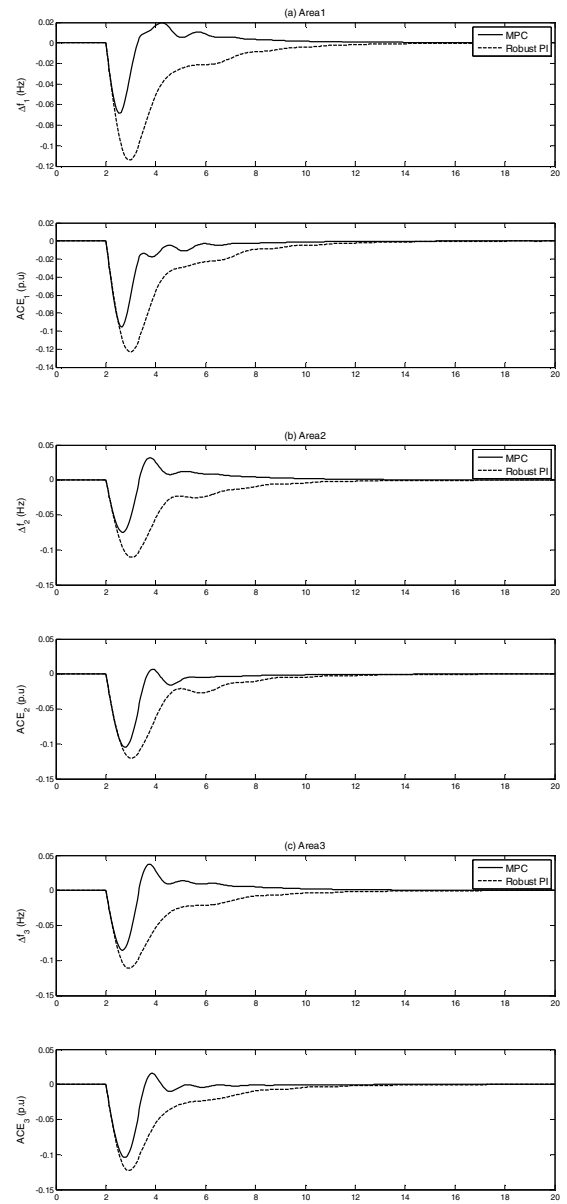 (a) Area1
0.02
0
-0.02
-0.04
-0.06
-0.08
-0.1
-0.12
Δf1 (Hz)
MPC
Robust PI
0 2 4 6 8 10 12 14 16 18 20
0.02
0
-0.02
-0.04
-0.06
-0.08
-0.1
-0.12
-0.14
ACE1 (p.u)
0 2 4 6 8 10 12 14 16 18 20
(b) Area2
0.05
0
-0.05
-0.1
-0.15
Δf2 (Hz)
MPC
Robust PI
0 2 4 6 8 10 12 14 16 18 20
0.05
0
-0.05
-0.1
-0.15
ACE2 (p.u)
0 2 4 6 8 10 12 14 16 18 20
(c) Area3
0.05
0
-0.05
-0.1
-0.15
Δf3 (Hz)
MPC
Robust PI
0 2 4 6 8 10 12 14 16 18 20
0.05
0
-0.05
-0.1
-0.15
ACE3 (p.u)
0 2 4 6 8 10 12 14 16 18 20